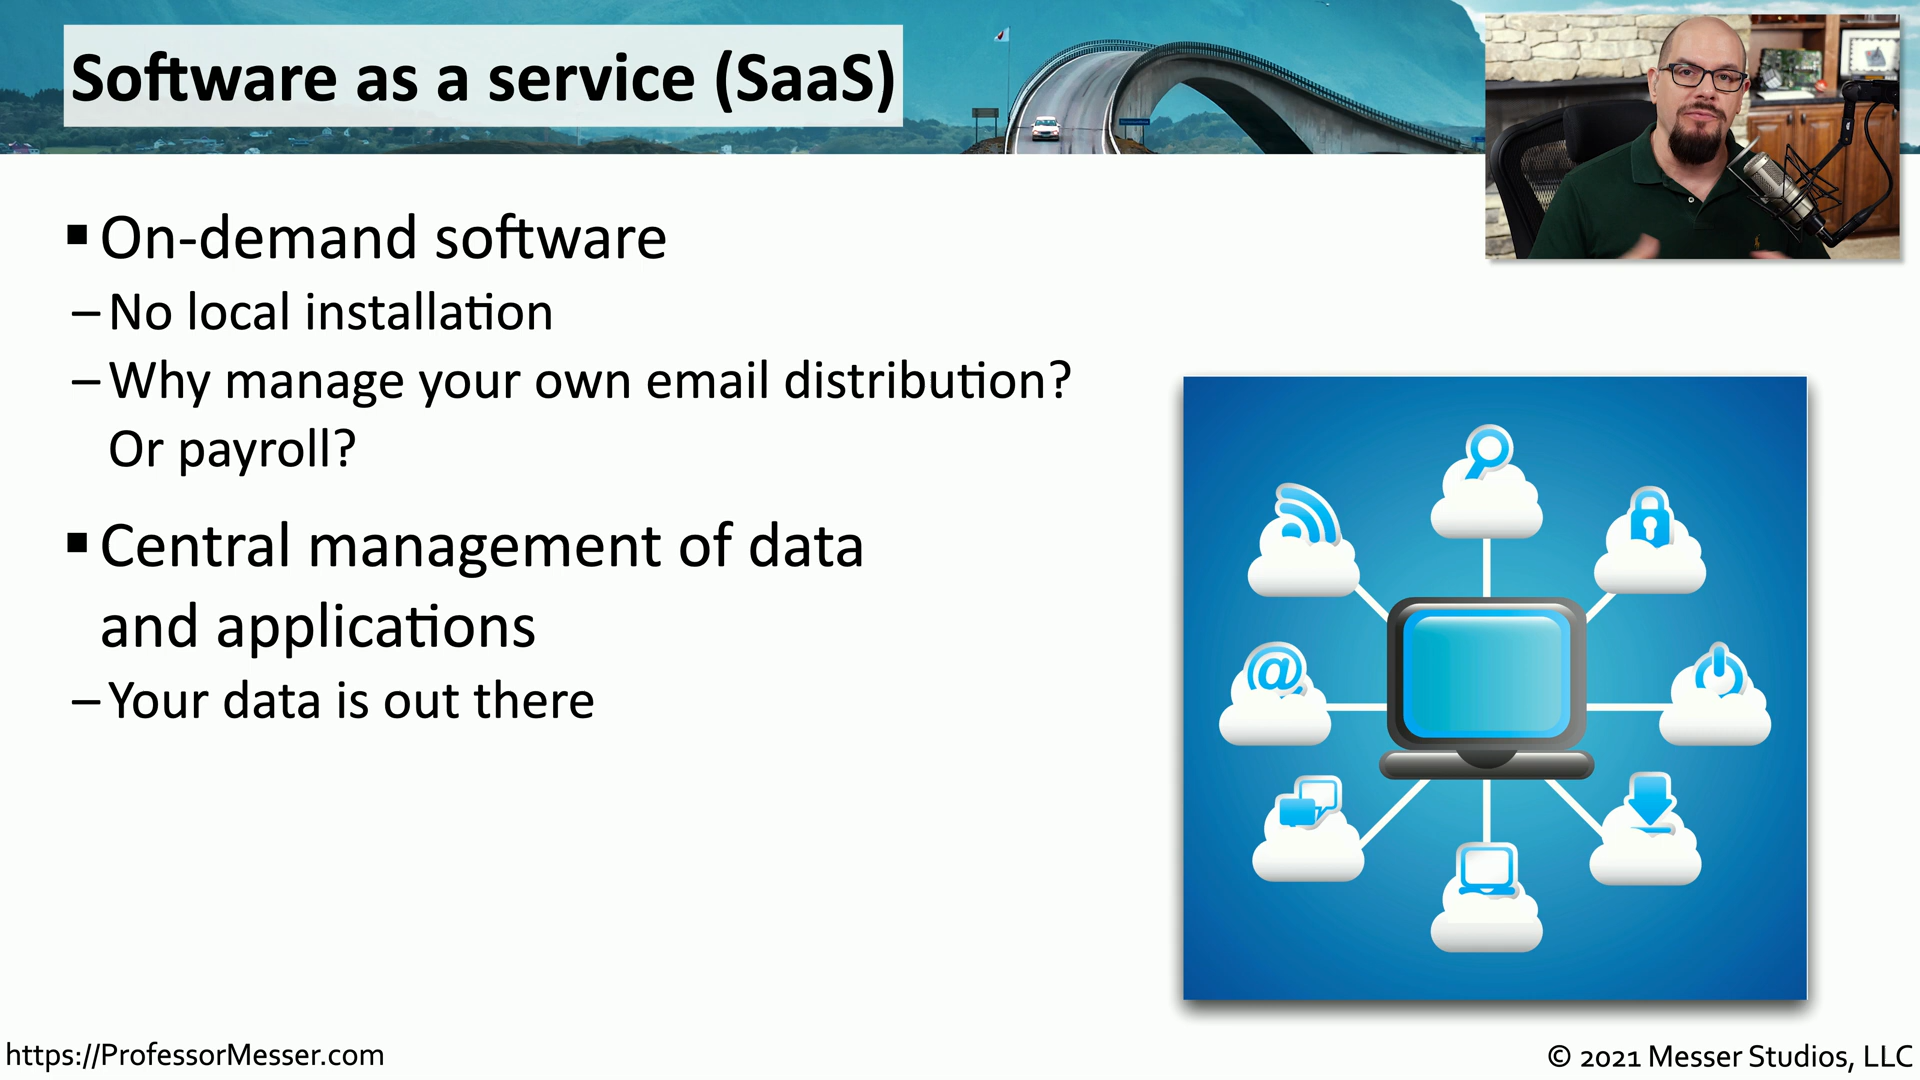 Software as a service (SaaS)
▪ On-demand software
– No local installation
– Why manage your own email distribution?
Or payroll?
▪ Central management of data
and applications
– Your data is out there
@
https://ProfessorMesser.com
© 2021 Messer Studios, LLC